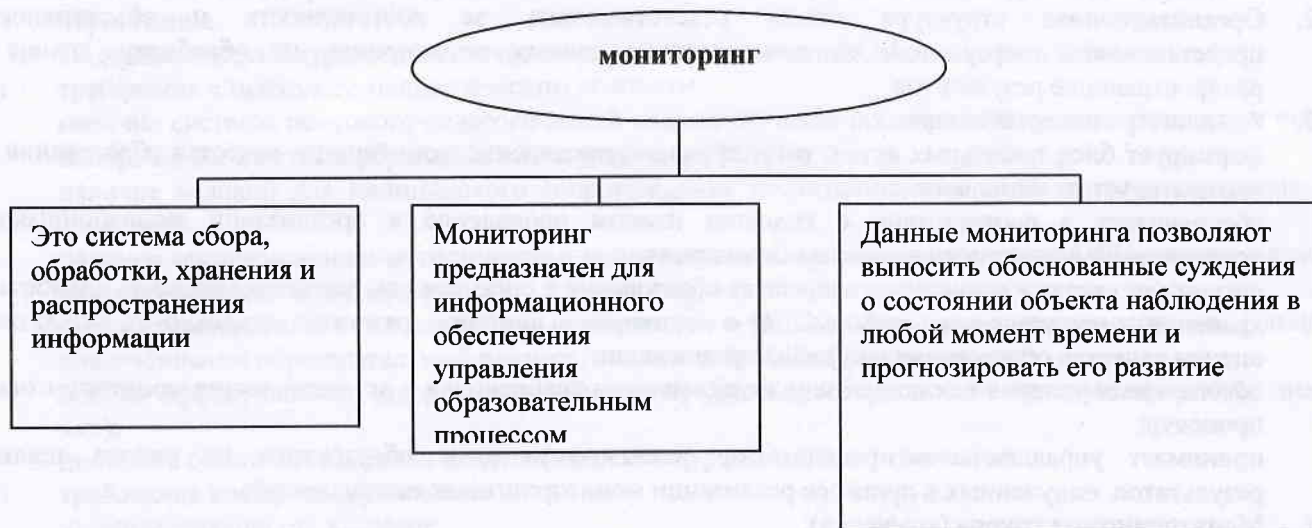 мониторинг
Это система сбора,
обработки, хранения и
распространения
информации
Мониторинг
предназначен для
информационного
обеспечения
управления
образовательным
процессом
Данные мониторинга позволяют
выносить обоснованные суждения
о состоянии объекта наблюдения в
любой момент времени и
прогнозировать его развитие